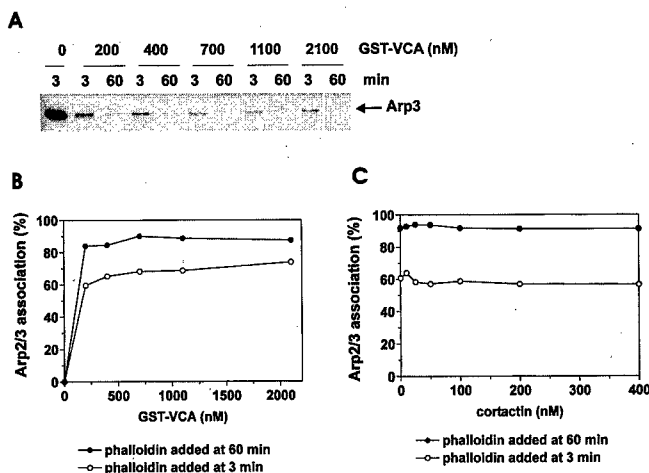 A
0 200 400 700 1100 2100 GST-VCA (nM)
3 3 60 3 60 3 60 3 60 3 60 min
Arp3
B
Arp2/3 association (%)
100
80
60
40
20
0
0 500 1000 1500 2000
GST-VCA (nM)
phalloidin added at 60 min
phalloidin added at 3 min
C
Arp2/3 association (%)
100
80
60
40
20
0
0 100 200 300 400
cortactin (nM)
phalloidin added at 60 min
phalloidin added at 3 min